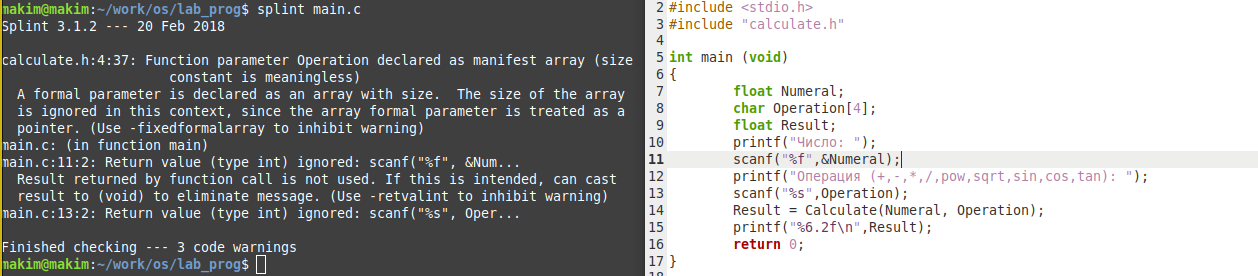 makim@makim:~/work/os/lab_prog$ splint main.c
Splint 3.1.2 --- 20 Feb 2018
calculate.h:4:37: Function parameter Operation declared as manifest array (size
constant is meaningless)
A formal parameter is declared as an array with size.  The size of the array
is ignored in this context, since the array formal parameter is treated as a
pointer. (Use -fixedformalarray to inhibit warning)
main.c: (in function main)
main.c:11:2: Return value (type int) ignored: scanf("%f", &Num...
Result returned by function call is not used. If this is intended, can cast
result to (void) to eliminate message. (Use -retvalint to inhibit warning)
main.c:13:2: Return value (type int) ignored: scanf("%s", Oper...
Finished checking --- 3 code warnings
makim@makim:~/work/os/lab_prog$
2 #include <stdio.h>
3 #include "calculate.h"
4
5 int main (void)
6 {
7 float Numeral;
8 char Operation[4];
9 float Result;
10 printf("Число: ");
11 scanf("%f",&Numeral);
12 printf("Операция (+,-,*,/,pow,sqrt,sin,cos,tan): ");
13 scanf("%s",Operation);
14 Result = Calculate(Numeral, Operation);
15 printf("%6.2f\n",Result);
16 return 0;
17 }
18